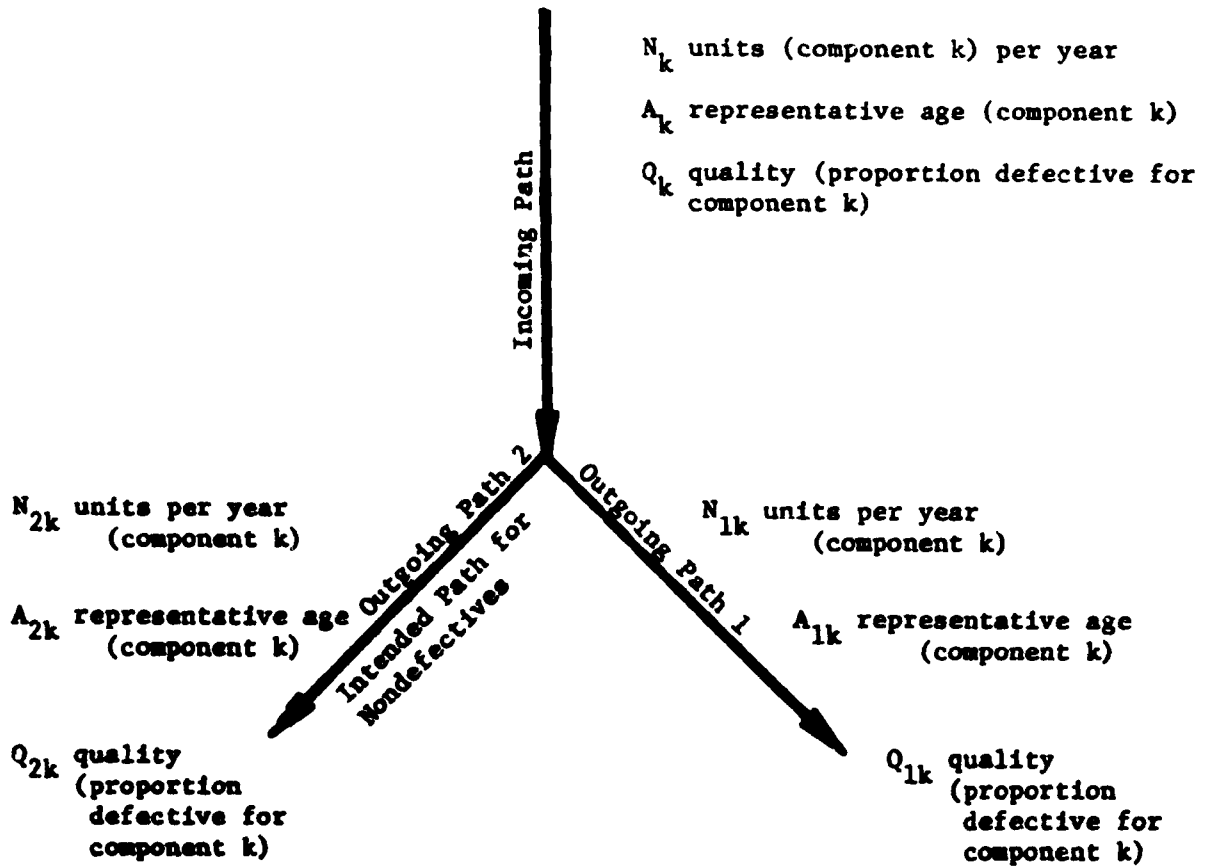 N_k units (component k) per year
A_k representative age (component k)
Q_k quality (proportion defective for
component k)
Incoming Path
Outgoing Path 2
Intended Path for
Nondefectives
Outgoing Path 1
N_2k units per year
(component k)
A_2k representative age
(component k)
Q_2k quality
(proportion
defective for
component k)
N_1k units per year
(component k)
A_1k representative age
(component k)
Q_1k quality
(proportion
defective for
component k)